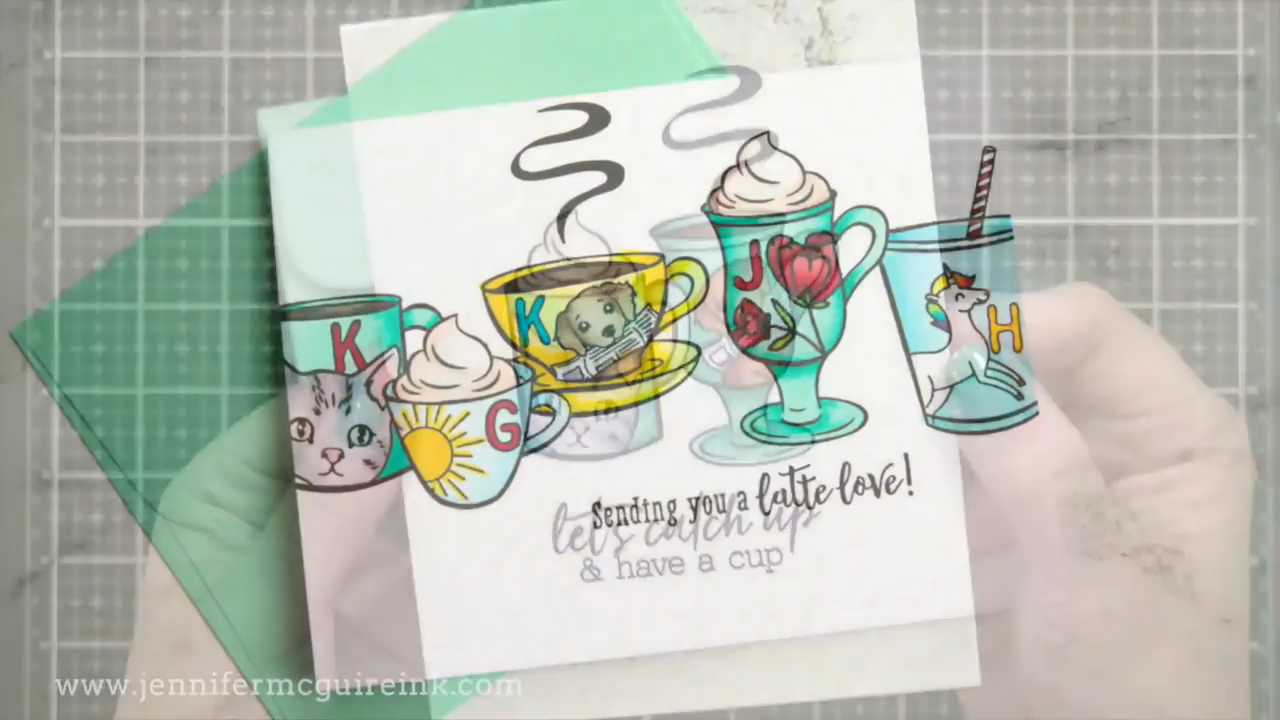 J
K
H
K
G
Sending you a latte love!
let's catch up
& have a cup
www.jennifermcguireink.com